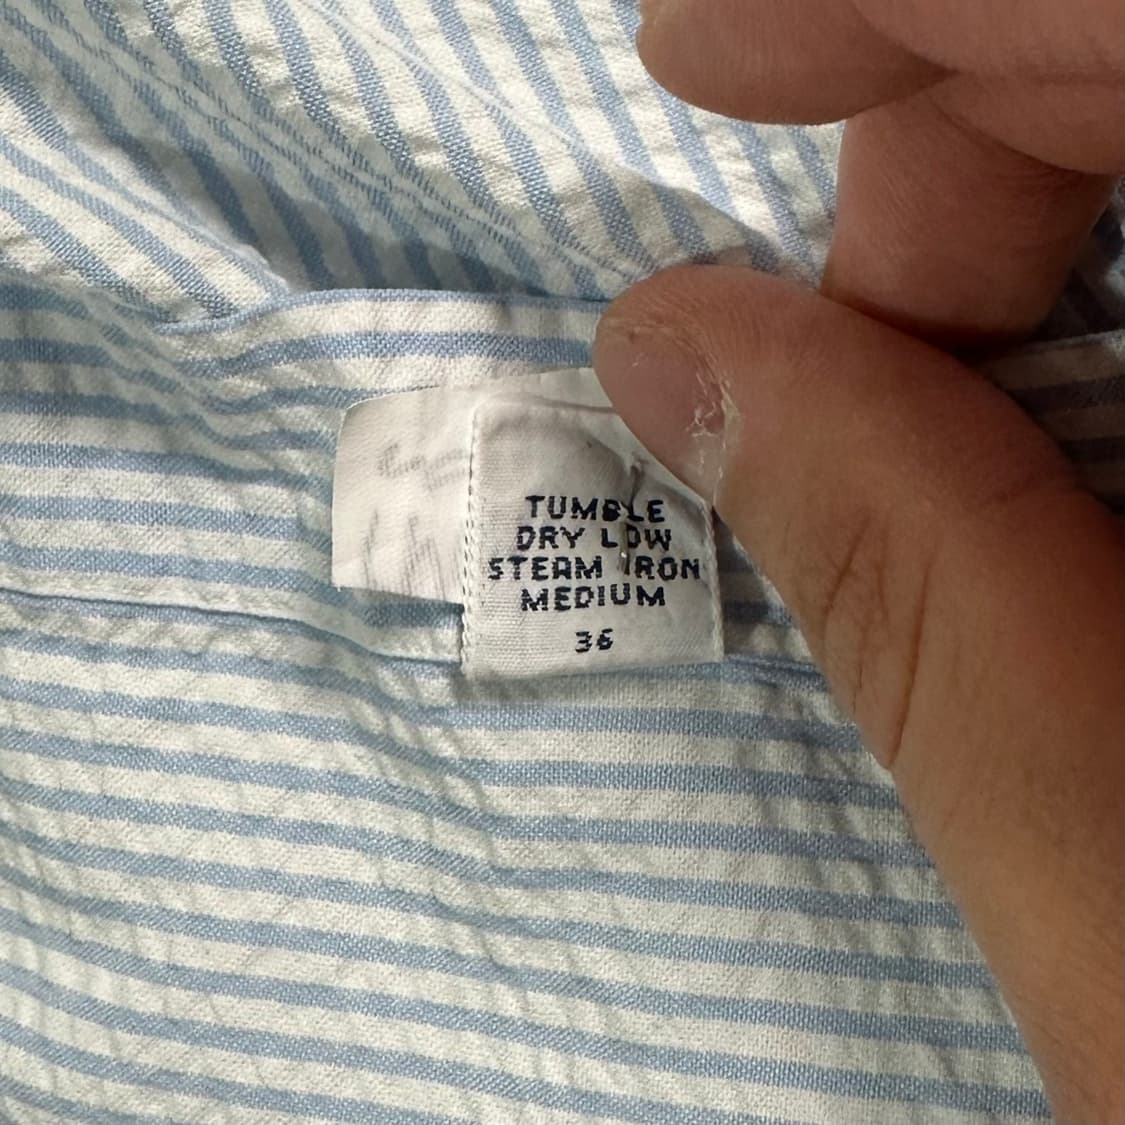 TUMBLE
DRY LOW
STEAM IRON
MEDIUM
36